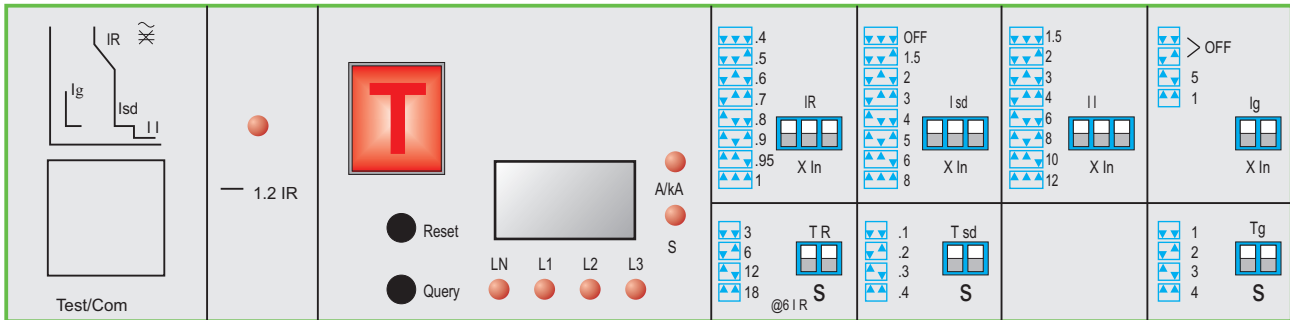 IR
Ig
Isd
I I
Test/Com
1.2 IR
T
Reset
Query
A/kA
S
LN L1 L2 L3
.4
.5
.6
.7
.8
.9
.95
1
IR
X In
OFF
1.5
2
3
4
5
6
8
I sd
X In
1.5
2
3
4
6
8
10
12
I I
X In
OFF
5
1
Ig
X In
3
6
12
18
T R
@6 I R
S
.1
.2
.3
.4
T sd
S
1
2
3
4
Tg
S